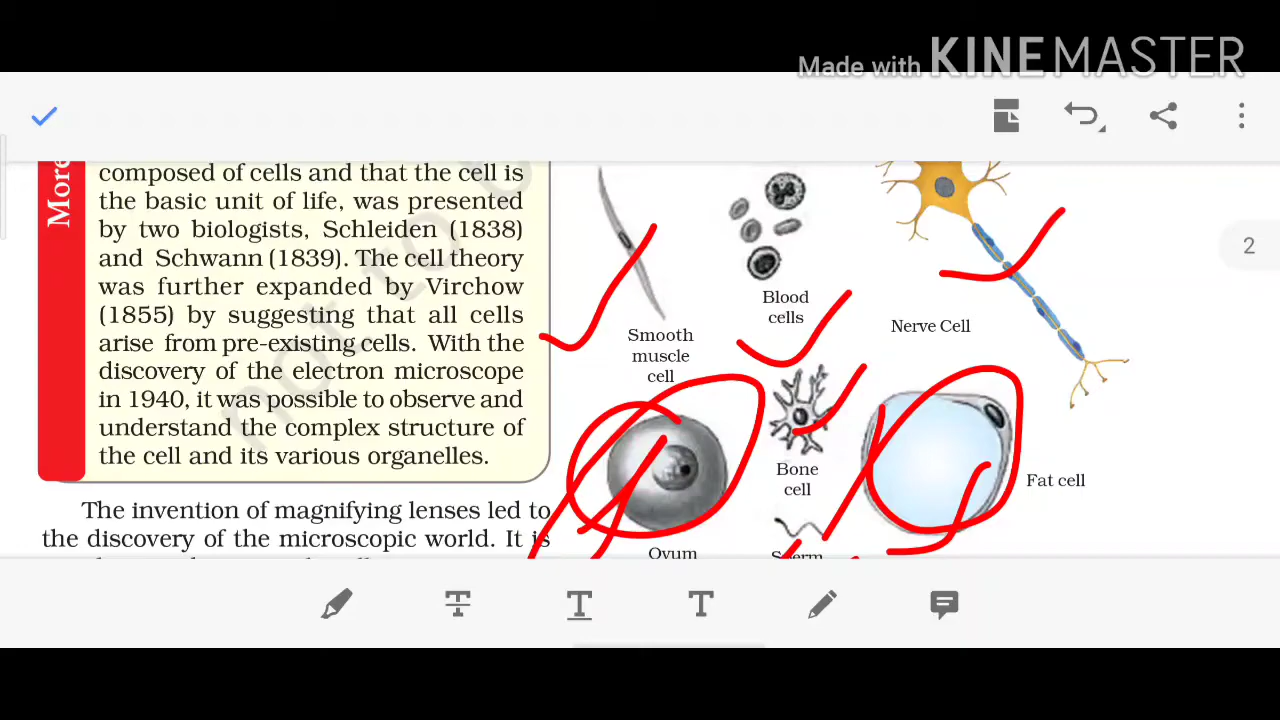 Made with KINEMASTER
2
More
composed of cells and that the cell is
the basic unit of life, was presented
by two biologists, Schleiden (1838)
and Schwann (1839). The cell theory
was further expanded by Virchow
(1855) by suggesting that all cells
arise from pre-existing cells. With the
discovery of the electron microscope
in 1940, it was possible to observe and
understand the complex structure of
the cell and its various organelles.
The invention of magnifying lenses led to
the discovery of the microscopic world. It is
not to
Smooth
muscle
cell
Blood
cells
Nerve Cell
Bone
cell
Fat cell
Ovum
Sperm
T
T
T